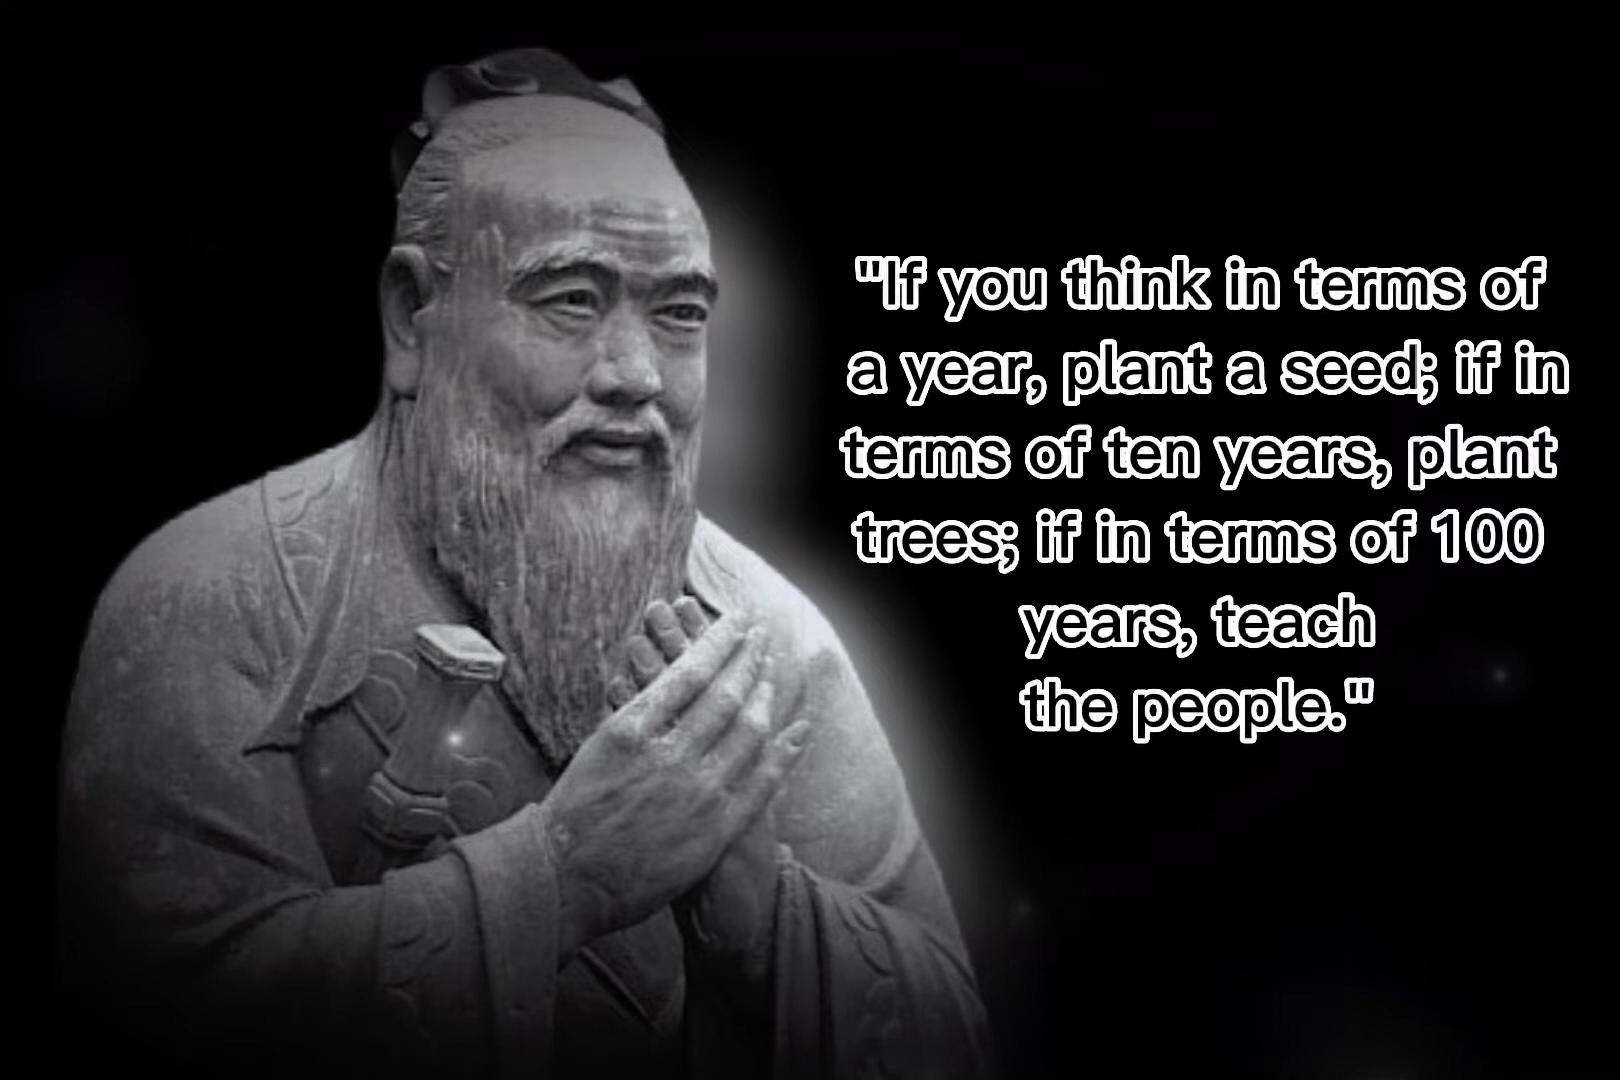 "If you think in terms of
a year, plant a seed; if in
terms of ten years, plant
trees; if in terms of 100
years, teach
the people."